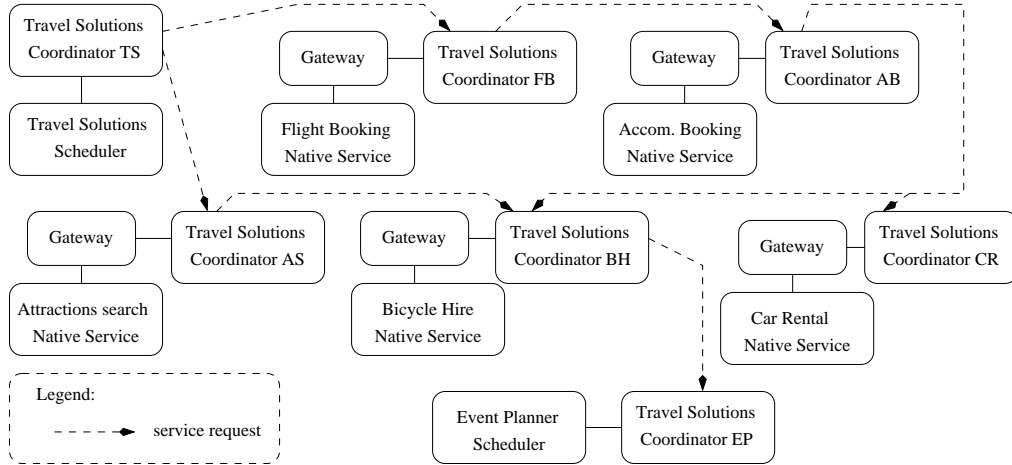 Travel Solutions
Coordinator TS
Travel Solutions
Scheduler
Gateway
Travel Solutions
Coordinator FB
Flight Booking
Native Service
Gateway
Travel Solutions
Coordinator AB
Accom. Booking
Native Service
Gateway
Travel Solutions
Coordinator AS
Attractions search
Native Service
Gateway
Travel Solutions
Coordinator BH
Bicycle Hire
Native Service
Gateway
Travel Solutions
Coordinator CR
Car Rental
Native Service
Legend:
service request
Event Planner
Scheduler
Travel Solutions
Coordinator EP